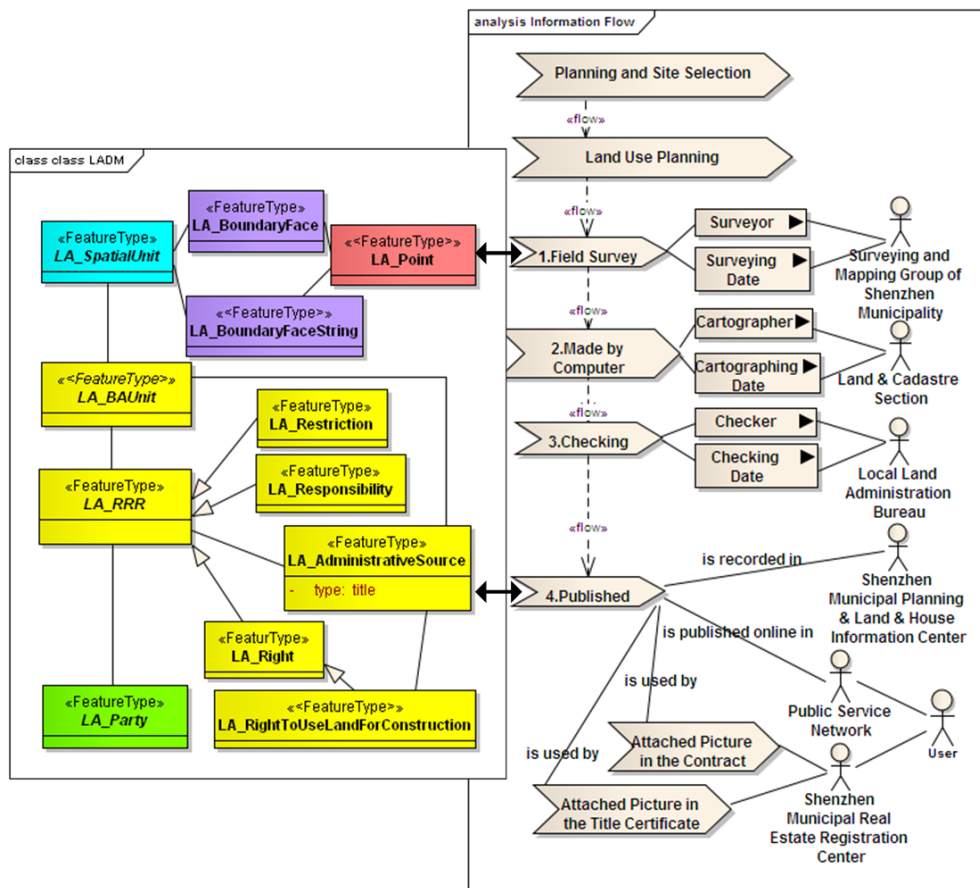 analysis Information Flow
Planning and Site Selection
«flow»
Land Use Planning
«flow»
1.Field Survey
Surveyor
Surveying
Date
Surveying and
Mapping Group of
Shenzhen
Municipality
«flow»
2.Made by
Computer
Cartographer
Cartographing
Date
Land & Cadastre
Section
«flow»
3.Checking
Checker
Checking
Date
Local Land
Administration
Bureau
«flow»
4.Published
is recorded in
Shenzhen
Municipal Planning
& Land & House
Information Center
is published online in
Public Service
Network
User
is used by
Attached Picture
in the Contract
is used by
Attached Picture in
the Title Certificate
Shenzhen
Municipal Real
Estate Registration
Center
class class LADM
«FeatureType»
LA_SpatialUnit
«FeatureType»
LA_BoundaryFace
«<FeatureType>»
LA_Point
«<FeatureType>»
LA_BoundaryFaceString
«<FeatureType>»
LA_BAUnit
«FeatureType»
LA_Restriction
«FeatureType»
LA_RRR
«FeatureType»
LA_Responsibility
«FeatureType»
LA_AdministrativeSource
- type: title
«FeaturType»
LA_Right
«<FeatureType>»
LA_RightToUseLandForConstruction
«FeatureType»
LA_Party